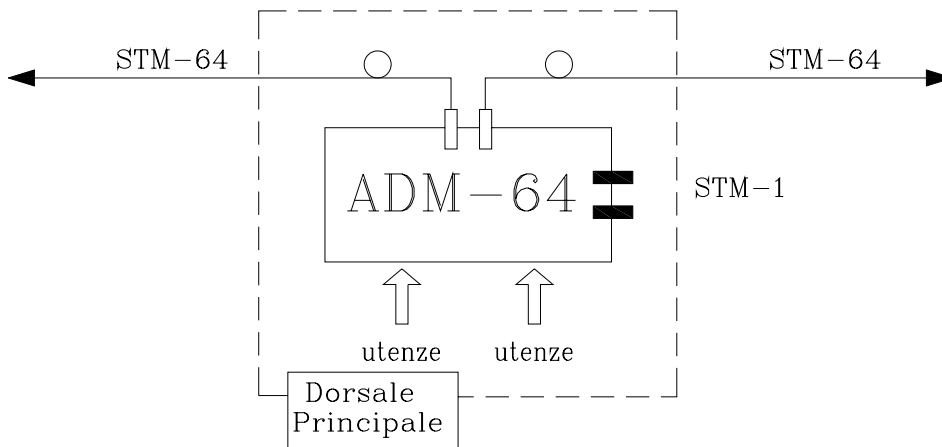 STM-64
STM-64
ADM-64
STM-1
utenze
utenze
Dorsale
Principale